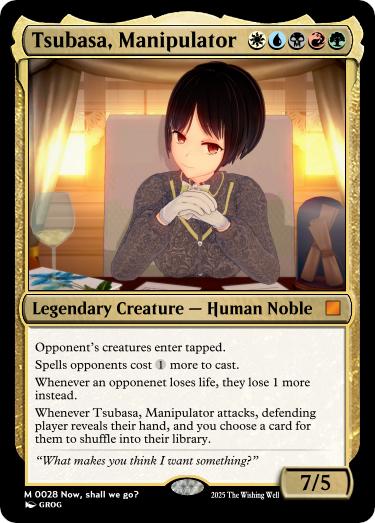 Tsubasa, Manipulator
Legendary Creature — Human Noble
Opponent's creatures enter tapped.
Spells opponents cost 1 more to cast.
Whenever an opponenet loses life, they lose 1 more
instead.
Whenever Tsubasa, Manipulator attacks, defending
player reveals their hand, and you choose a card for
them to shuffle into their library.
“What makes you think I want something?”
7/5
M 0028 Now, shall we go?
GROG
2025 The Wishing Well